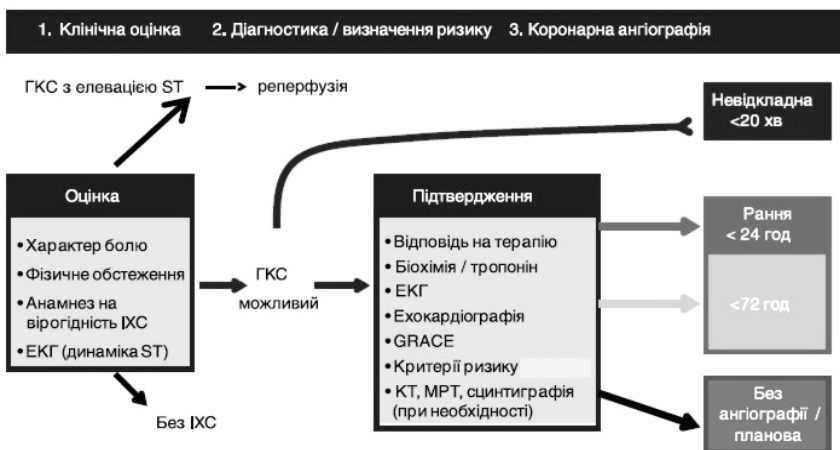 1. Клінічна оцінка 2. Діагностика / визначення ризику 3. Коронарна ангіографія
ГКС з елевацією ST
реперфузія
Невідкладна
<20 хв
Оцінка
• Характер болю
• Фізичне обстеження
• Анамнез на
вірогідність ІХС
• ЕКГ (динаміка ST)
Без ІХС
ГКС
можливий
Підтвердження
• Відповідь на терапію
• Біохімія / тропонін
• ЕКГ
• Ехокардіографія
• GRACE
• Критерії ризику
• КТ, МРТ, сцинтиграфія
(при необхідності)
Рання
< 24 год
<72 год
Без
ангіографії /
планова